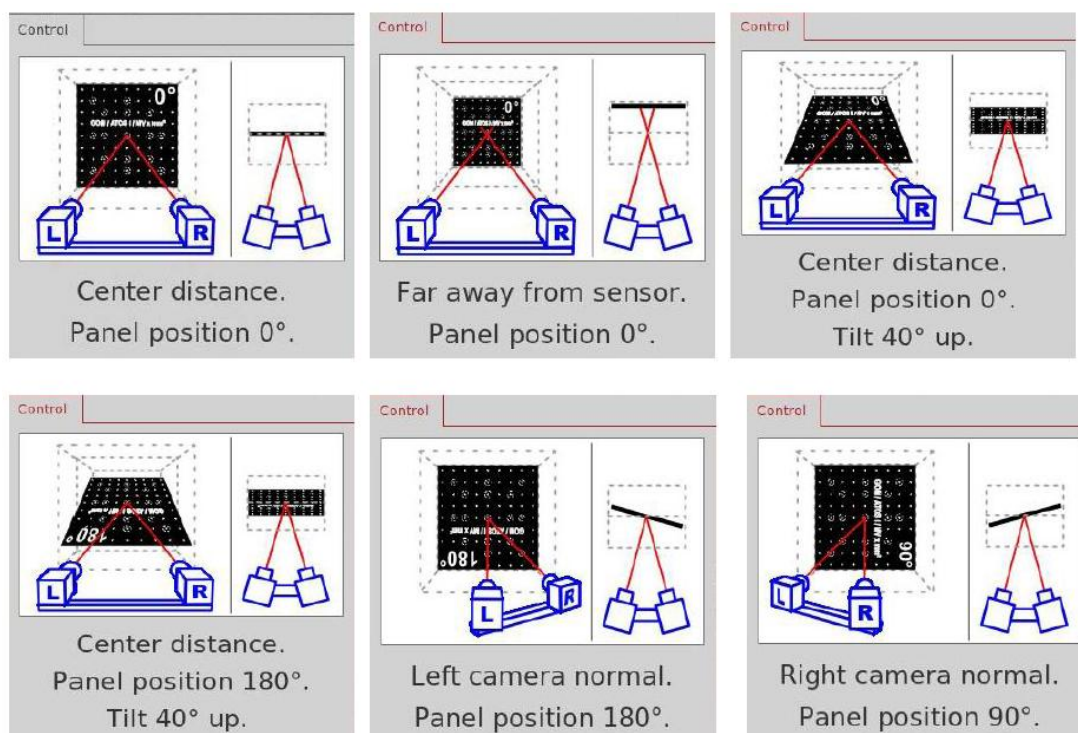 Control
0°
L
R
Center distance.
Panel position 0°.
Control
0°
L
R
Far away from sensor.
Panel position 0°.
Control
0°
L
R
Center distance.
Panel position 0°.
Tilt 40° up.
Control
180°
L
R
Center distance.
Panel position 180°.
Tilt 40° up.
Control
180°
L
R
Left camera normal.
Panel position 180°.
Control
90°
L
R
Right camera normal.
Panel position 90°.